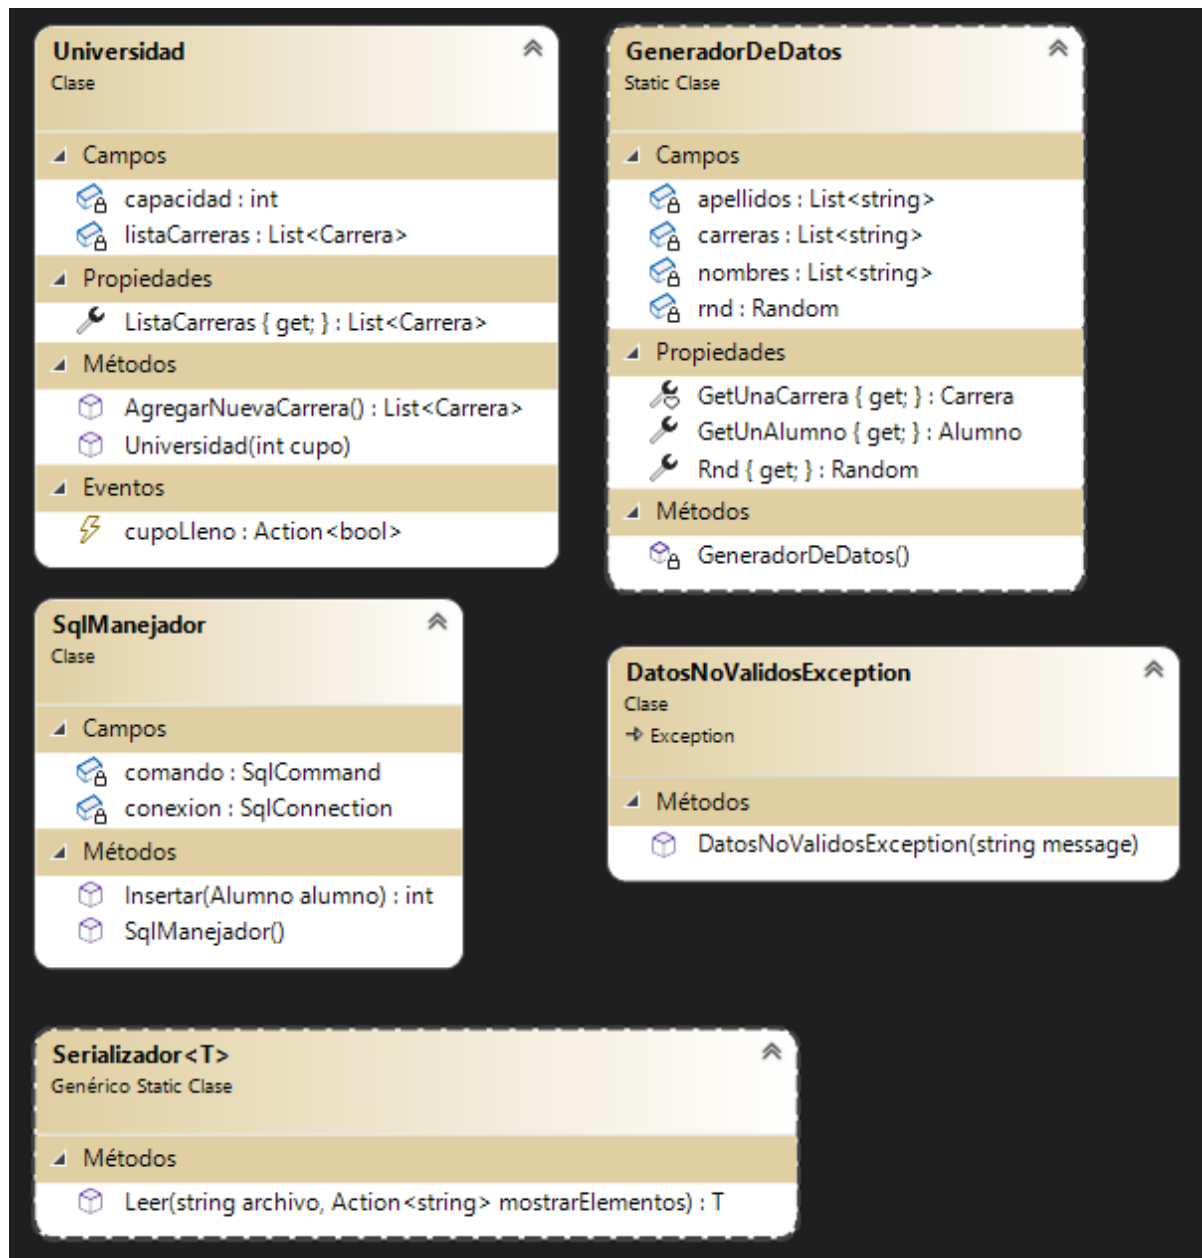 Universidad
Clase
Campos
capacidad : int
listaCarreras : List<Carrera>
Propiedades
ListaCarreras { get; } : List<Carrera>
Métodos
AgregarNuevaCarrera() : List<Carrera>
Universidad(int cupo)
Eventos
cupoLleno : Action<bool>
GeneradorDeDatos
Static Clase
Campos
apellidos : List<string>
carreras : List<string>
nombres : List<string>
rnd : Random
Propiedades
GetUnaCarrera { get; } : Carrera
GetUnAlumno { get; } : Alumno
Rnd { get; } : Random
Métodos
GeneradorDeDatos()
SqlManejador
Clase
Campos
comando : SqlCommand
conexion : SqlConnection
Métodos
Insertar(Alumno alumno) : int
SqlManejador()
DatosNoValidosException
Clase
Exception
Métodos
DatosNoValidosException(string message)
Serializador<T>
Genérico Static Clase
Métodos
Leer(string archivo, Action<string> mostrarElementos) : T